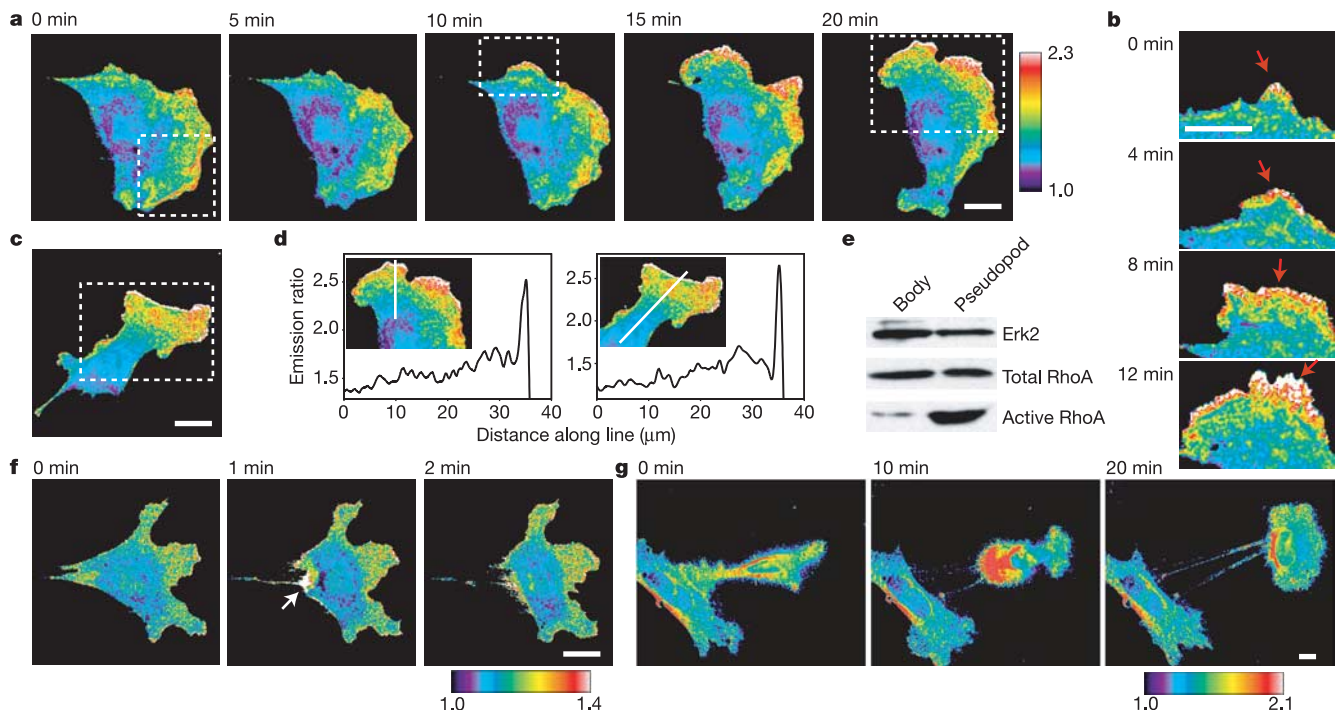 a
0 min
5 min
10 min
15 min
20 min
2.3
1.0
b
0 min
4 min
8 min
12 min
c
d
Emission ratio
2.5
2.0
1.5
0
10
20
30
40
2.5
2.0
1.5
0
10
20
30
40
Distance along line (μm)
e
Body
Pseudopod
Erk2
Total RhoA
Active RhoA
f
0 min
1 min
2 min
1.0
1.4
g
0 min
10 min
20 min
1.0
2.1